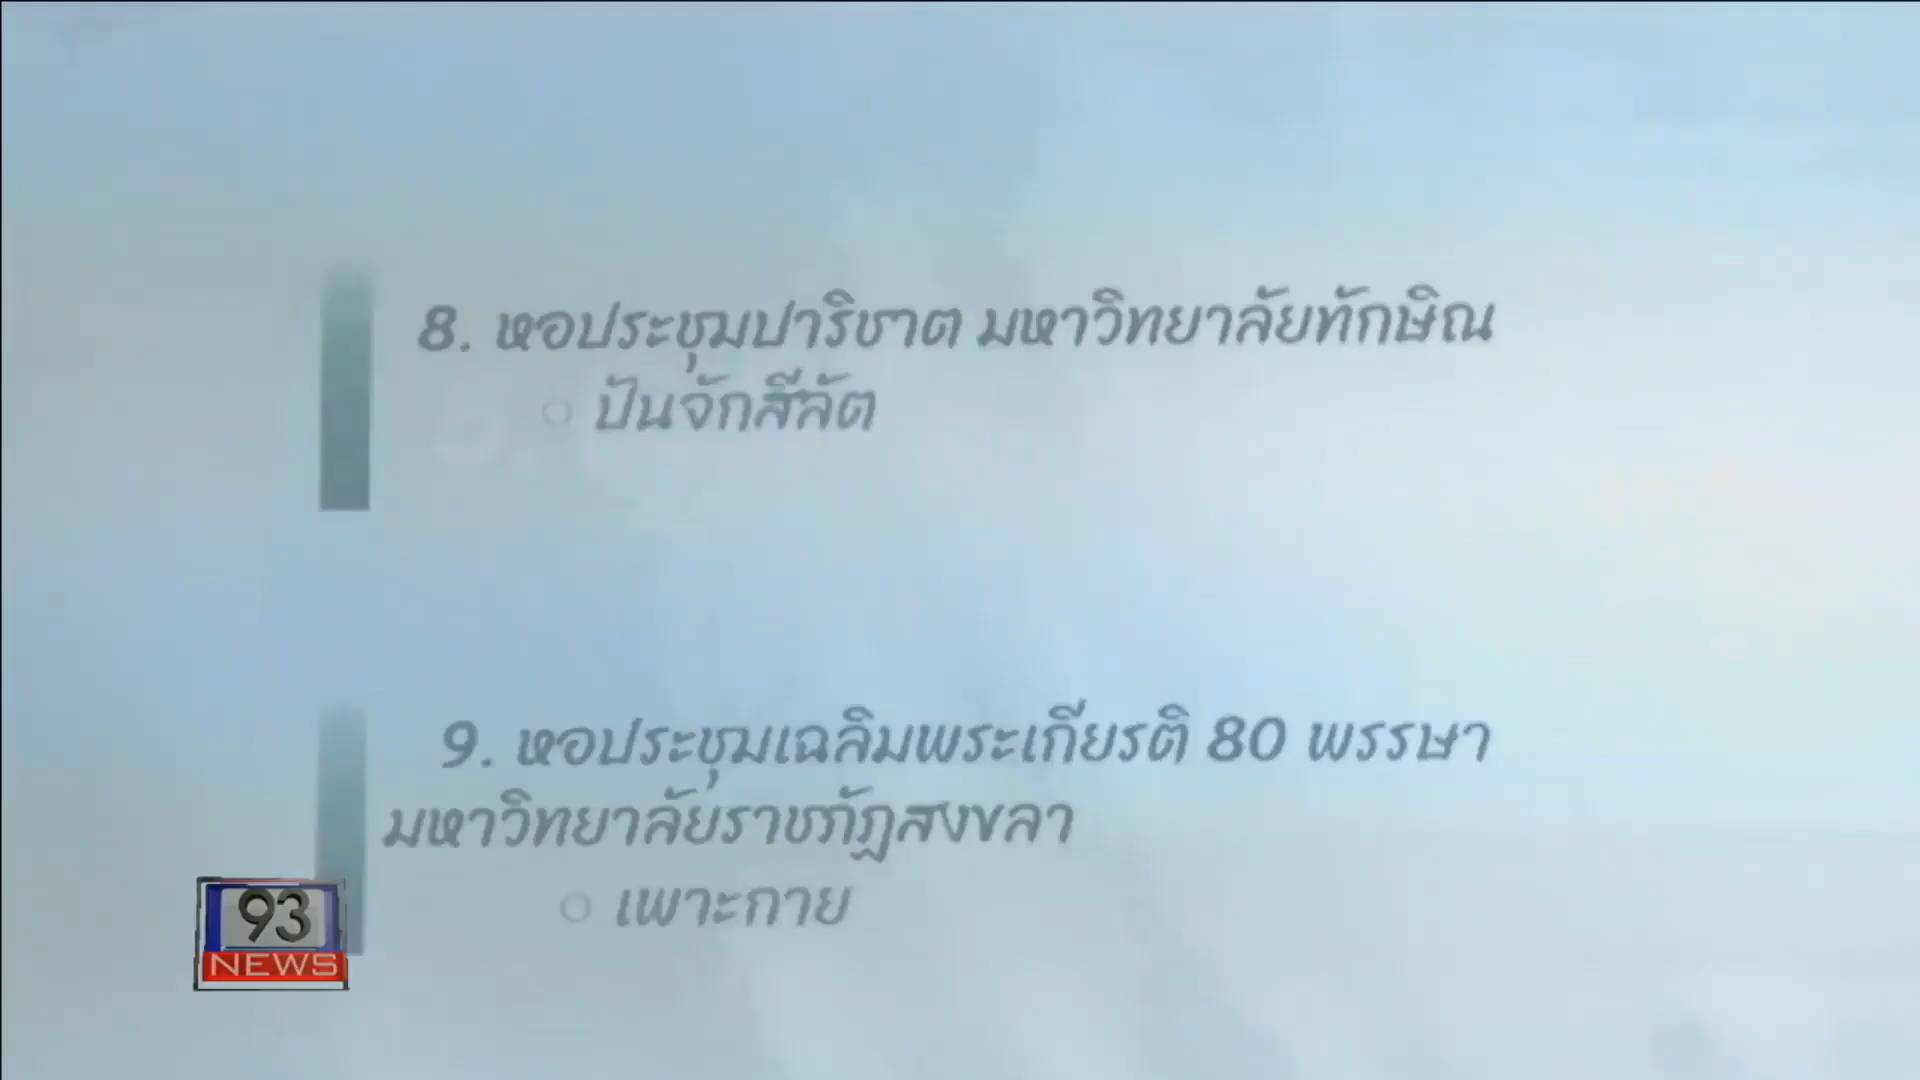 8. หอประชุมปาริชาต มหาวิทยาลัยทักษิณ
○ ปันจักสีลัต
9. หอประชุมเฉลิมพระเกียรติ 80 พรรษา
มหาวิทยาลัยราชภัฏสงขลา
○ เพาะกาย
93
NEWS